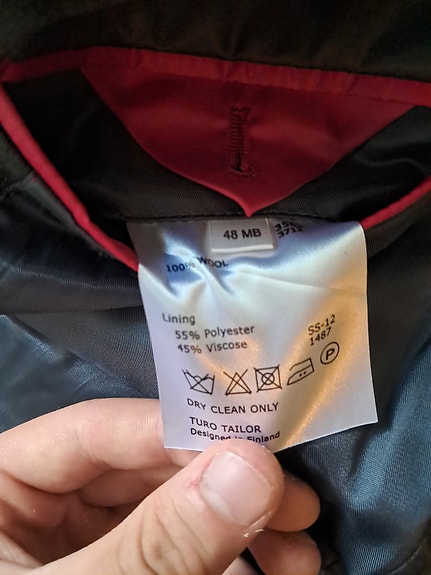 48 MB
100% WOOL
Lining
55% Polyester
45% Viscose
SS-12
1487
P
DRY CLEAN ONLY
TURO TAILOR
Designed in Finland